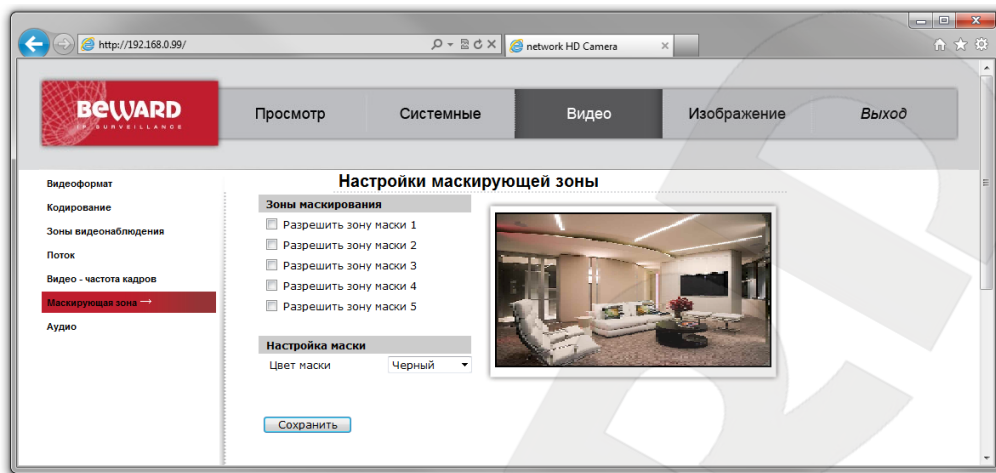 http://192.168.0.99/
network HD Camera
BEWARD
IP SURVEILLANCE
Просмотр
Системные
Видео
Изображение
Выход
Видеоформат
Кодирование
Зоны видеонаблюдения
Поток
Видео - частота кадров
Маскирующая зона →
Аудио
Настройки маскирующей зоны
Зоны маскирования
Разрешить зону маски 1
Разрешить зону маски 2
Разрешить зону маски 3
Разрешить зону маски 4
Разрешить зону маски 5
Настройка маски
Цвет маски Черный
Сохранить